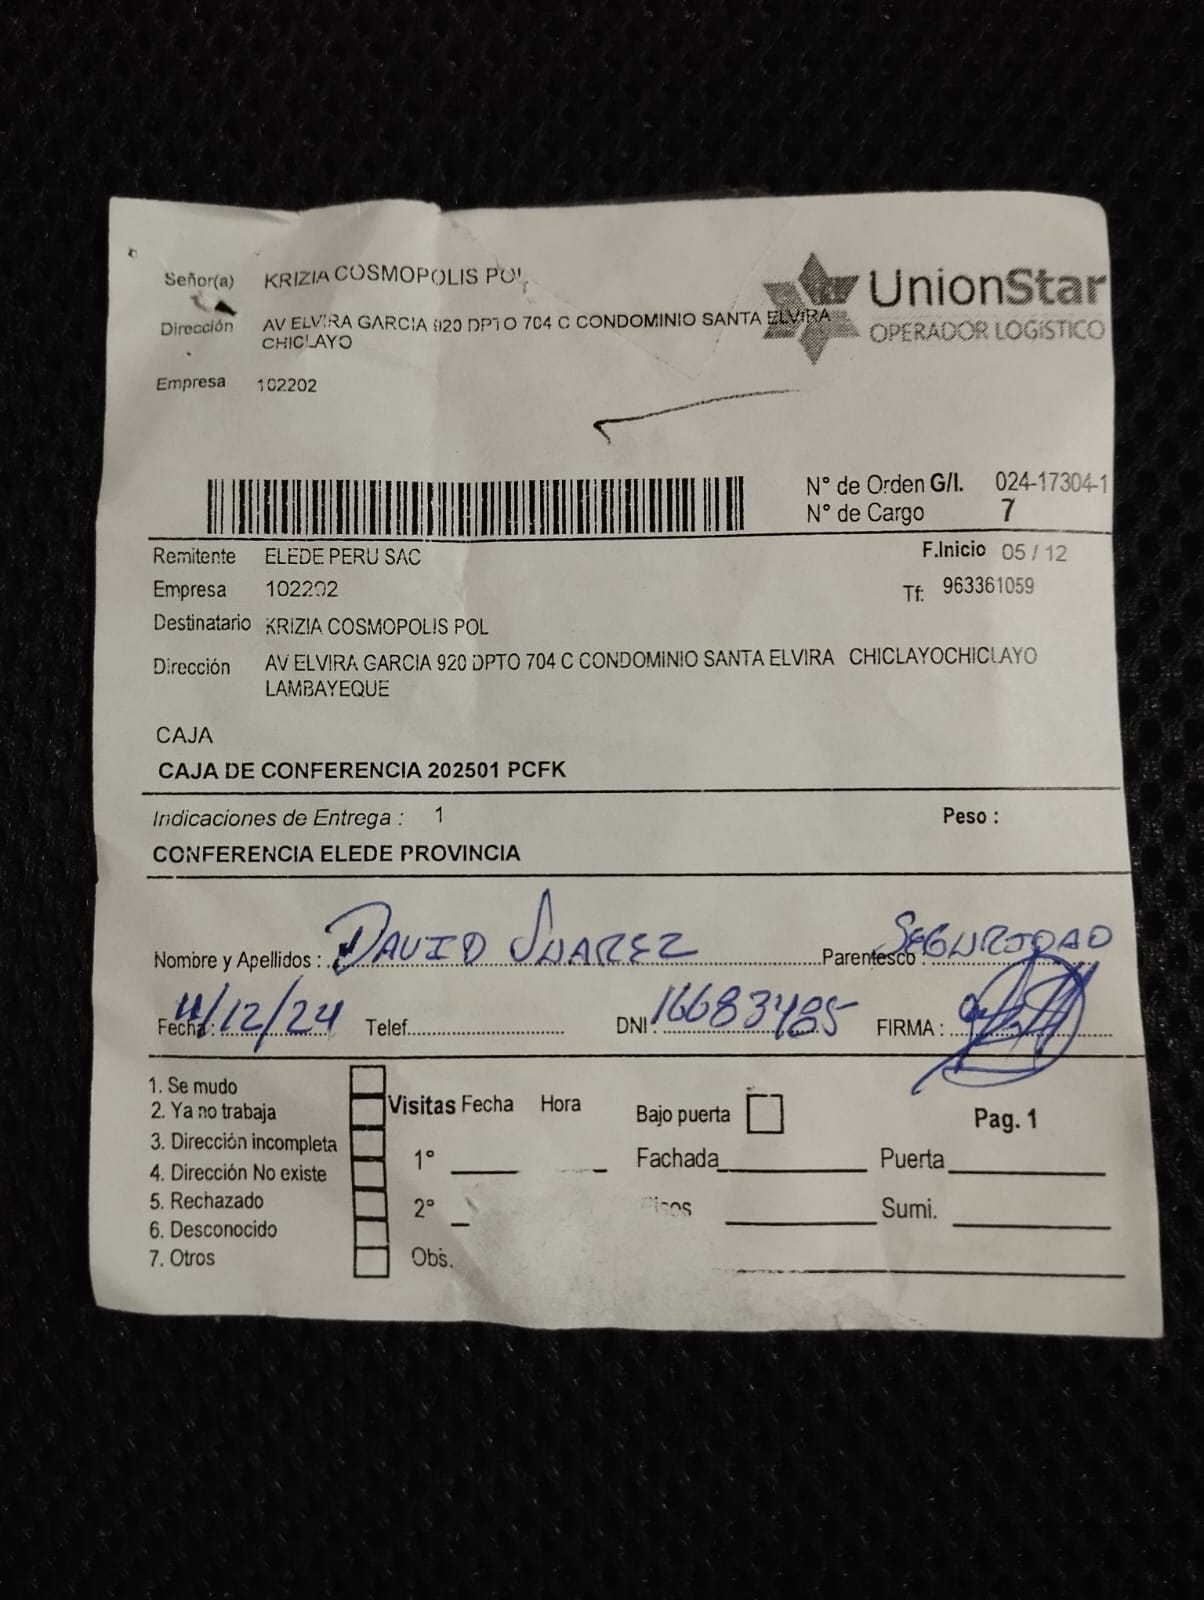 Señor(a) KRIZIA COSMOPOLIS POL
UnionStar
OPERADOR LOGÍSTICO
Dirección AV ELVIRA GARCIA 920 DPTO 704 C CONDOMINIO SANTA ELVIRA
CHICLAYO
Empresa 102202
N° de Orden G/I. 024-17304-1
N° de Cargo 7
Remitente ELEDE PERU SAC F.Inicio 05 / 12
Empresa 102202 Tf: 963361059
Destinatario KRIZIA COSMOPOLIS POL
Dirección AV ELVIRA GARCIA 920 DPTO 704 C CONDOMINIO SANTA ELVIRA CHICLAYOCHICLAYO
LAMBAYEQUE
CAJA
CAJA DE CONFERENCIA 202501 PCFK
Indicaciones de Entrega : 1 Peso :
CONFERENCIA ELEDE PROVINCIA
Nombre y Apellidos : DAVID SUAREZ Parentesco : SEGURIDAD
Fecha : 11/12/24 Telef. DNI : 16683485 FIRMA :
1. Se mudo
2. Ya no trabaja
3. Dirección incompleta
4. Dirección No existe
5. Rechazado
6. Desconocido
7. Otros
Visitas Fecha Hora
1°
2°
Obs.
Bajo puerta Pag. 1
Fachada Puerta
Pisos Sumi.